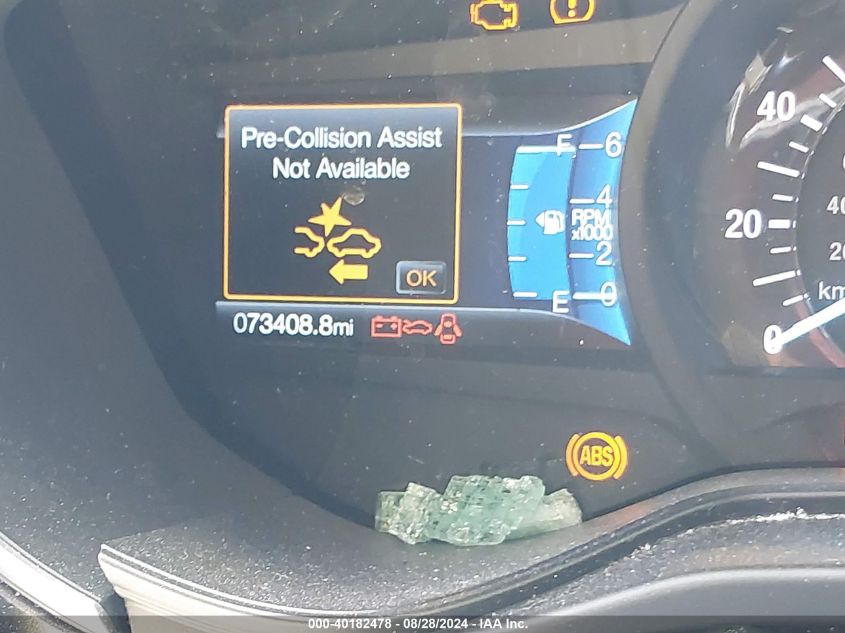 Pre-Collision Assist
Not Available
OK
073408.8mi
F
E
6
4
RPM
x1000
2
0
ABS
40
20
0
km
000-40182478 - 08/28/2024 - IAA Inc.